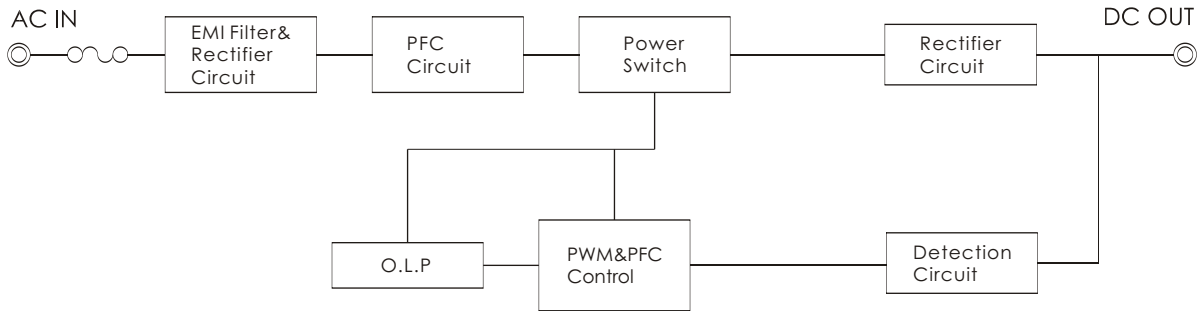 AC IN
DC OUT
EMI Filter&
Rectifier
Circuit
PFC
Circuit
Power
Switch
Rectifier
Circuit
O.L.P
PWM&PFC
Control
Detection
Circuit